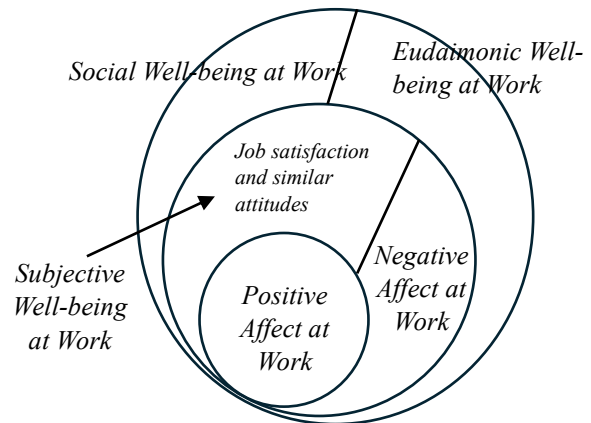 Social Well-being at Work
Eudaimonic Well-
being at Work
Job satisfaction
and similar
attitudes
Subjective
Well-being
at Work
Negative
Affect at
Work
Positive
Affect at
Work